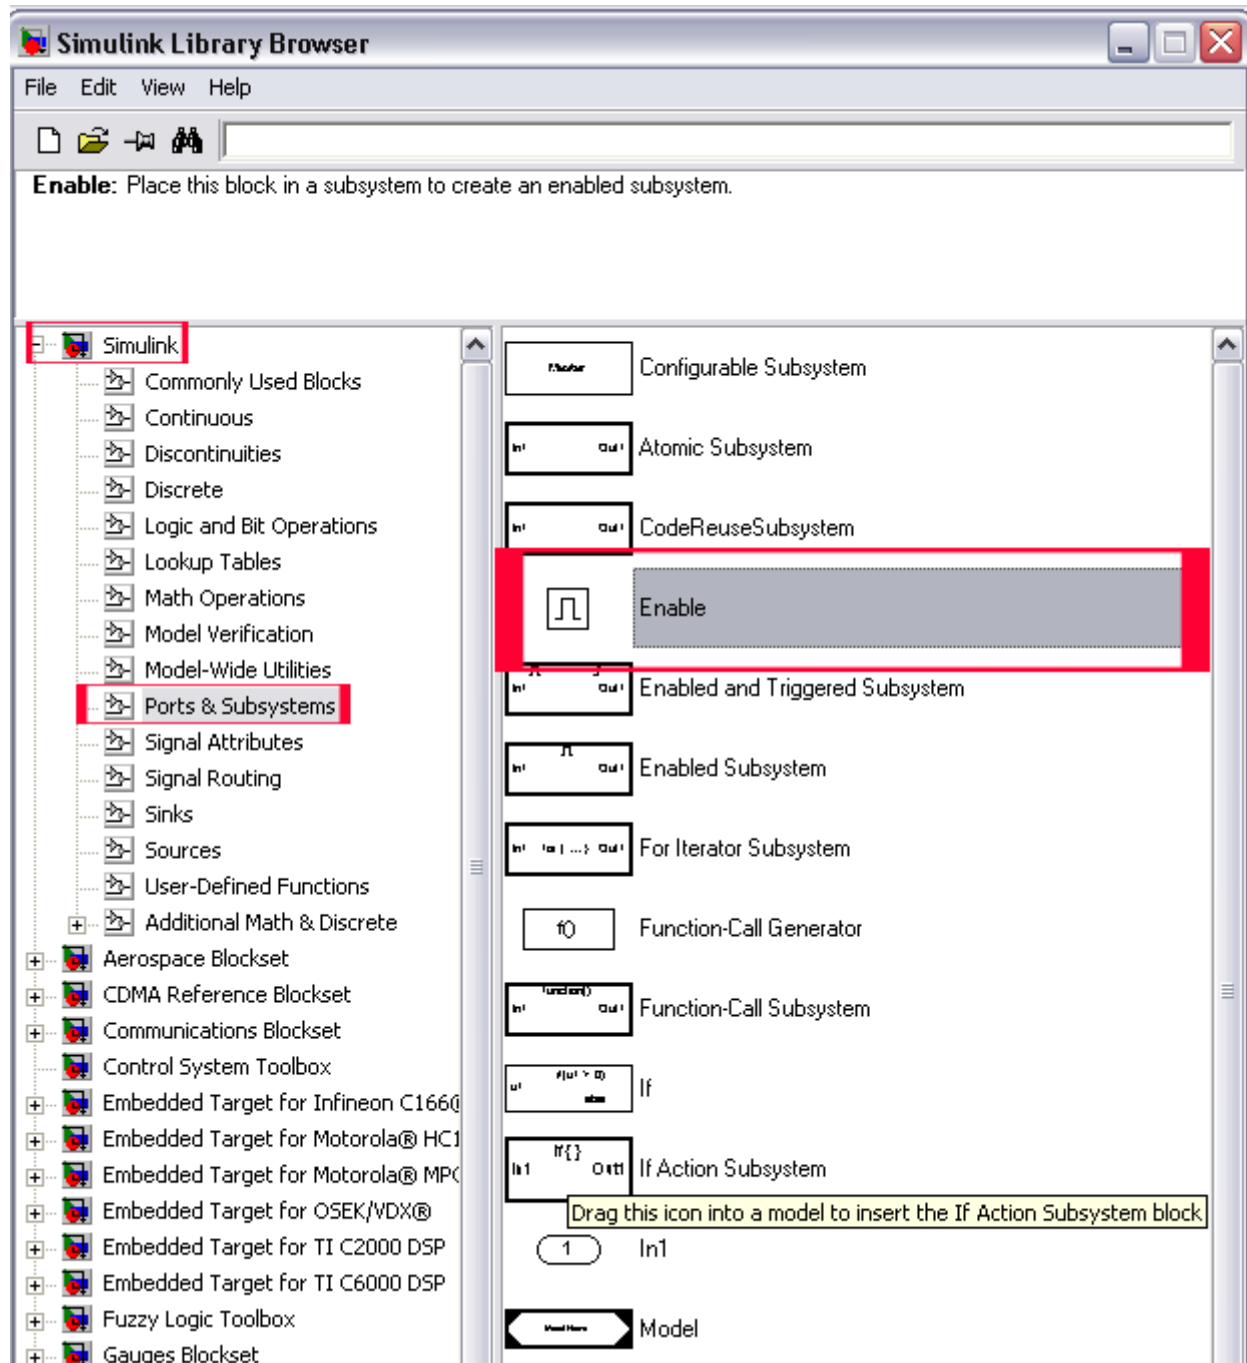 Simulink Library Browser
File Edit View Help
Enable: Place this block in a subsystem to create an enabled subsystem.
Simulink
Commonly Used Blocks
Continuous
Discontinuities
Discrete
Logic and Bit Operations
Lookup Tables
Math Operations
Model Verification
Model-Wide Utilities
Ports & Subsystems
Signal Attributes
Signal Routing
Sinks
Sources
User-Defined Functions
Additional Math & Discrete
Aerospace Blockset
CDMA Reference Blockset
Communications Blockset
Control System Toolbox
Embedded Target for Infineon C166®
Embedded Target for Motorola® HC1
Embedded Target for Motorola® MPC
Embedded Target for OSEK/VDX®
Embedded Target for TI C2000 DSP
Embedded Target for TI C6000 DSP
Fuzzy Logic Toolbox
Gauges Blockset
Configurable Subsystem
In1 Out1 Atomic Subsystem
In1 Out1 CodeReuseSubsystem
Enable
In1 Out1 Enabled and Triggered Subsystem
In1 Out1 Enabled Subsystem
In1 Out1 For Iterator Subsystem
f() Function-Call Generator
function()
In1 Out1 Function-Call Subsystem
If
If { }
In1 Out1 If Action Subsystem
Drag this icon into a model to insert the If Action Subsystem block
1 In1
Model